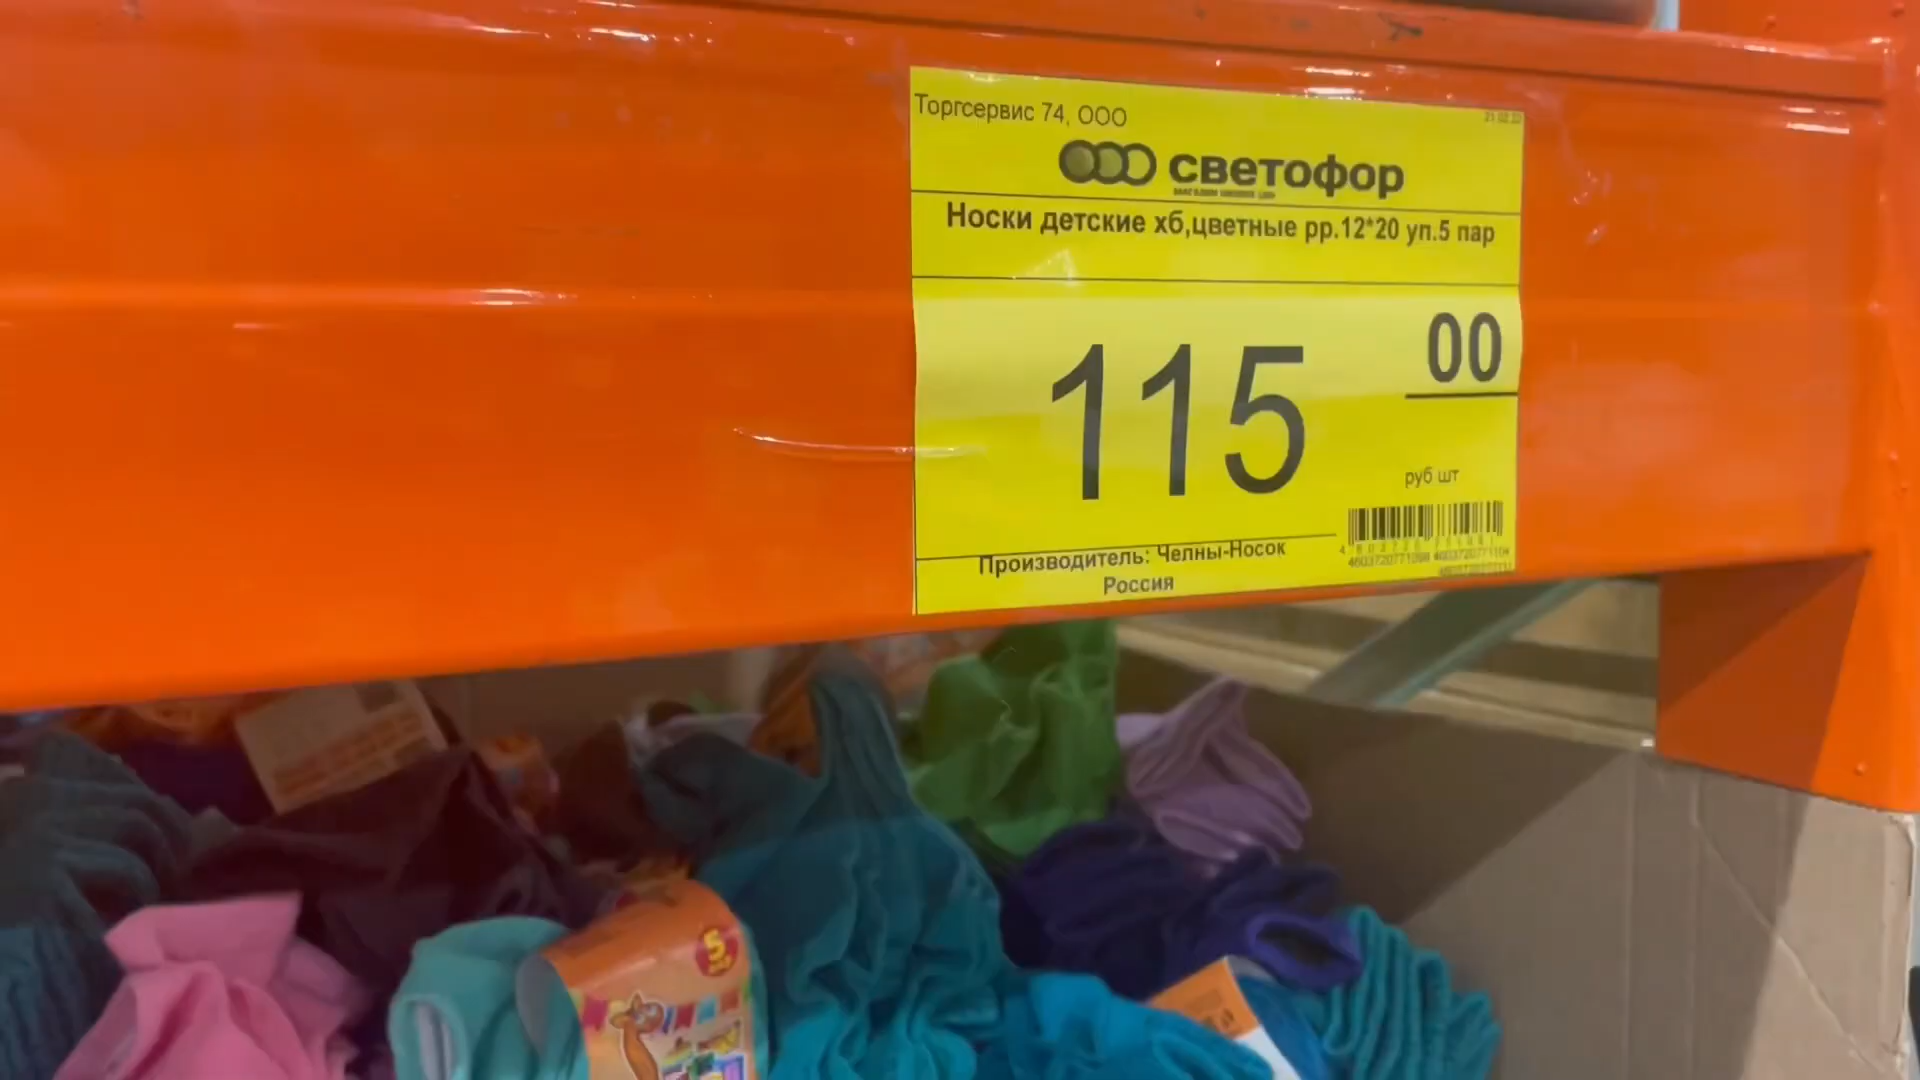 Торгсервис 74, ООО
светофор
Носки детские хб,цветные рр.12*20 уп.5 пар
115
00
руб шт
Производитель: Челны-Носок
Россия
5